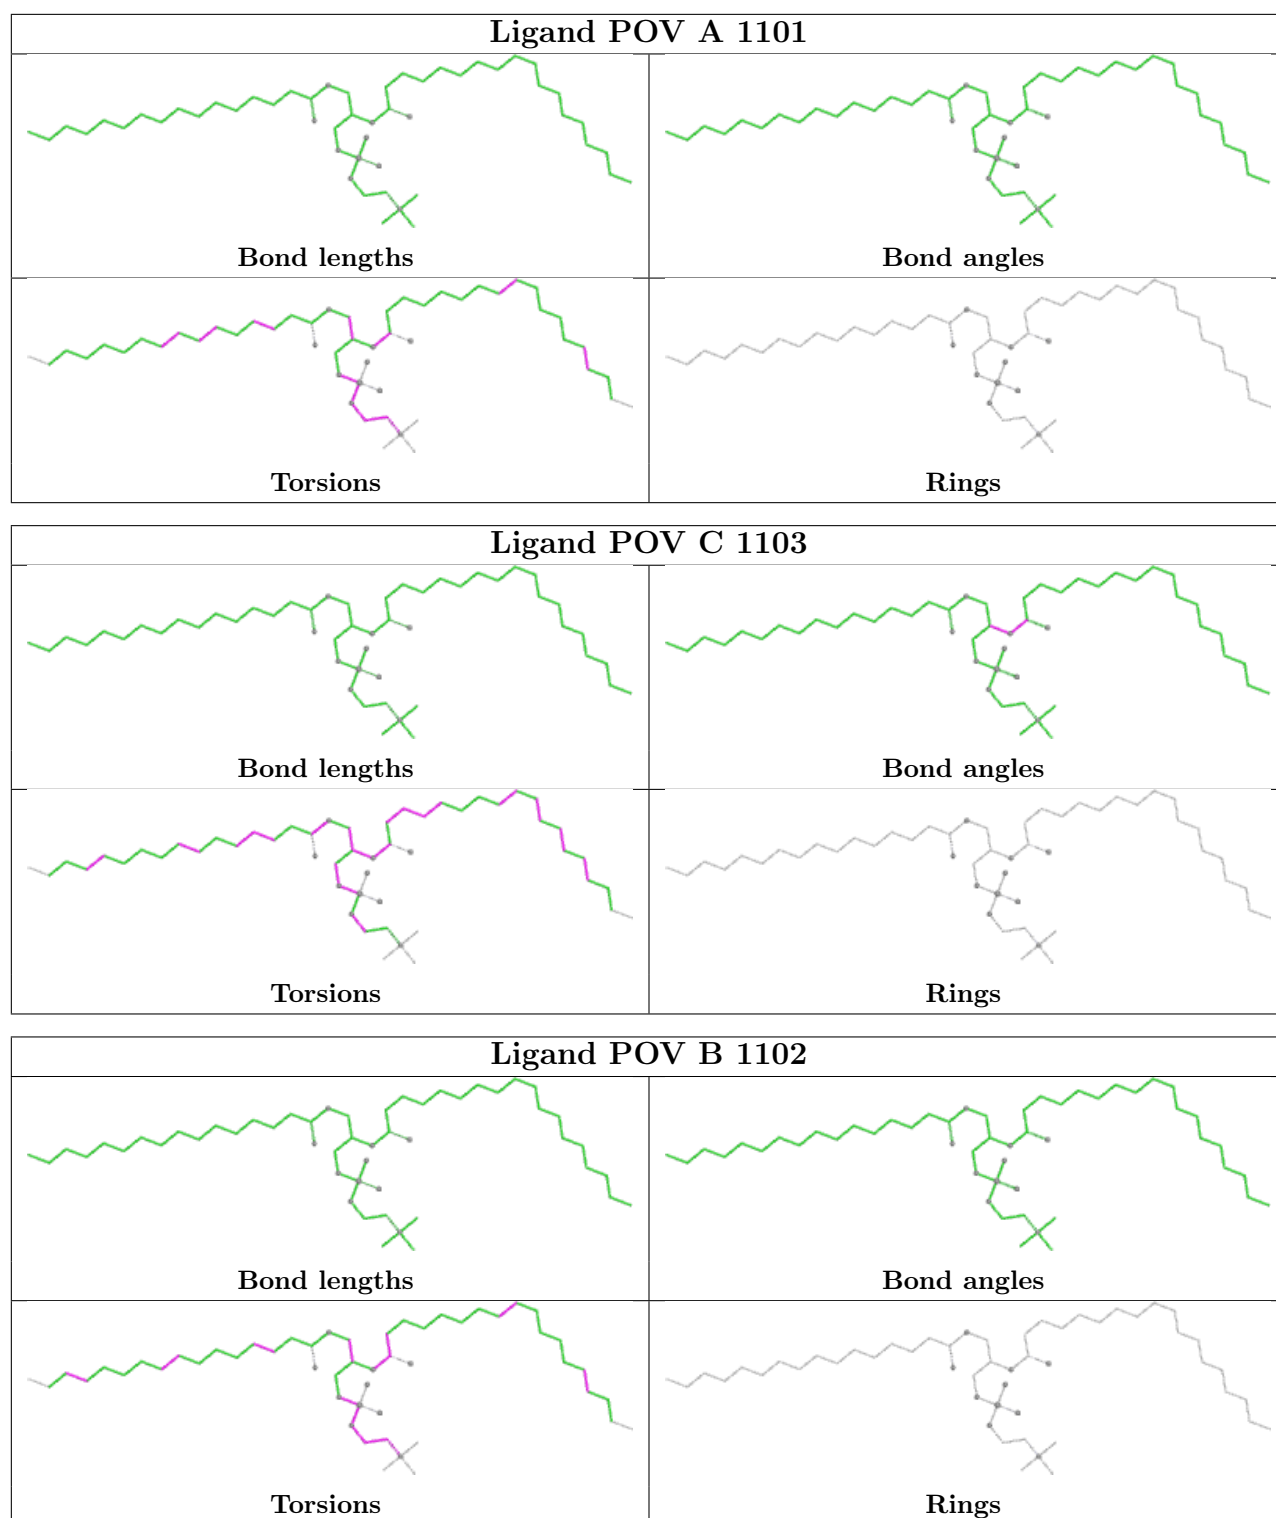 Ligand POV A 1101
Bond lengths
Bond angles
Torsions
Rings
Ligand POV C 1103
Bond lengths
Bond angles
Torsions
Rings
Ligand POV B 1102
Bond lengths
Bond angles
Torsions
Rings